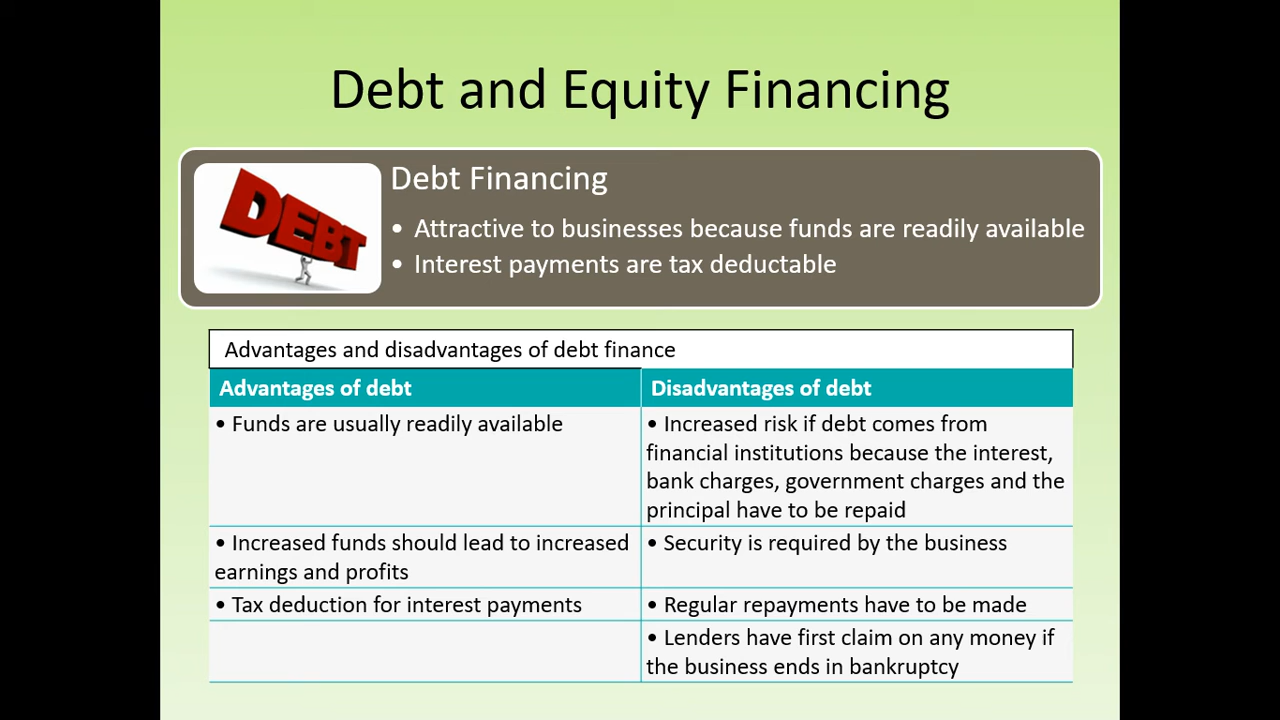 Debt and Equity Financing
DEBT
Debt Financing
• Attractive to businesses because funds are readily available
• Interest payments are tax deductable
Advantages and disadvantages of debt finance
Advantages of debt
Disadvantages of debt
• Funds are usually readily available
• Increased risk if debt comes from
financial institutions because the interest,
bank charges, government charges and the
principal have to be repaid
• Increased funds should lead to increased
earnings and profits
• Security is required by the business
• Tax deduction for interest payments
• Regular repayments have to be made
• Lenders have first claim on any money if
the business ends in bankruptcy